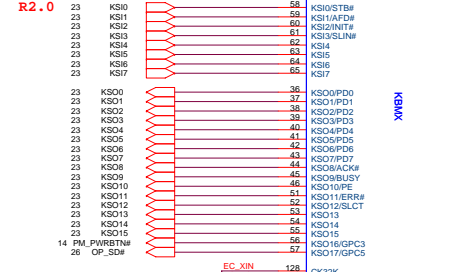 R2.0 23 KSI0 58 KSI0/STB#
23 KSI1 59 KSI1/AFD#
23 KSI2 60 KSI2/INIT#
23 KSI3 61 KSI3/SLIN#
23 KSI4 62 KSI4
23 KSI5 63 KSI5
23 KSI6 64 KSI6
23 KSI7 65 KSI7
23 KSO0 36 KSO0/PD0
23 KSO1 37 KSO1/PD1
23 KSO2 38 KSO2/PD2
23 KSO3 39 KSO3/PD3
23 KSO4 40 KSO4/PD4
23 KSO5 41 KSO5/PD5
23 KSO6 42 KSO6/PD6
23 KSO7 43 KSO7/PD7
23 KSO8 44 KSO8/ACK#
23 KSO9 45 KSO9/BUSY
23 KSO10 46 KSO10/PE
23 KSO11 51 KSO11/ERR#
23 KSO12 52 KSO12/SLCT
23 KSO13 53 KSO13
23 KSO14 54 KSO14
23 KSO15 55 KSO15
14 PM_PWRBTN# 56 KSO16/GPC3
26 OP_SD# 57 KSO17/GPC5
KBMX
EC_XIN 128 CK32K